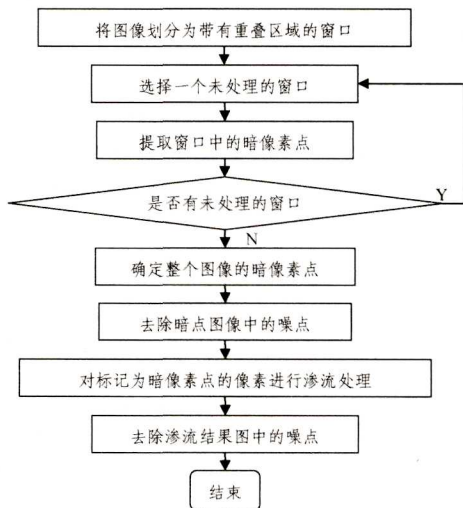 将图像划分为带有重叠区域的窗口
选择一个未处理的窗口
提取窗口中的暗像素点
是否有未处理的窗口
Y
N
确定整个图像的暗像素点
去除暗点图像中的噪点
对标记为暗像素点的像素进行渗流处理
去除渗流结果图中的噪点
结束